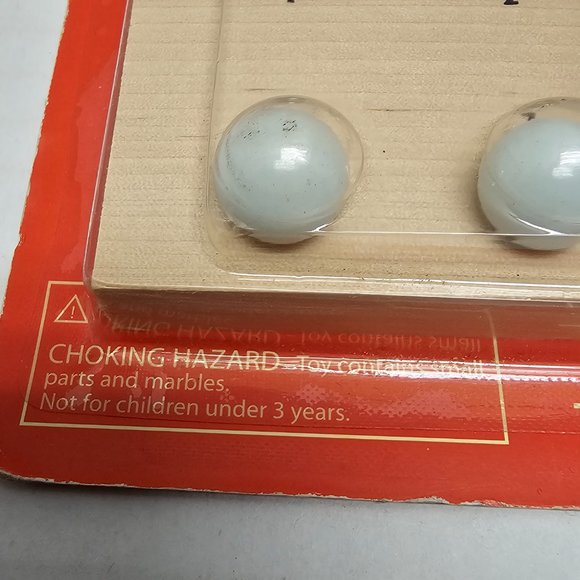 CHOKING HAZARD–Toy contains small
parts and marbles.
Not for children under 3 years.